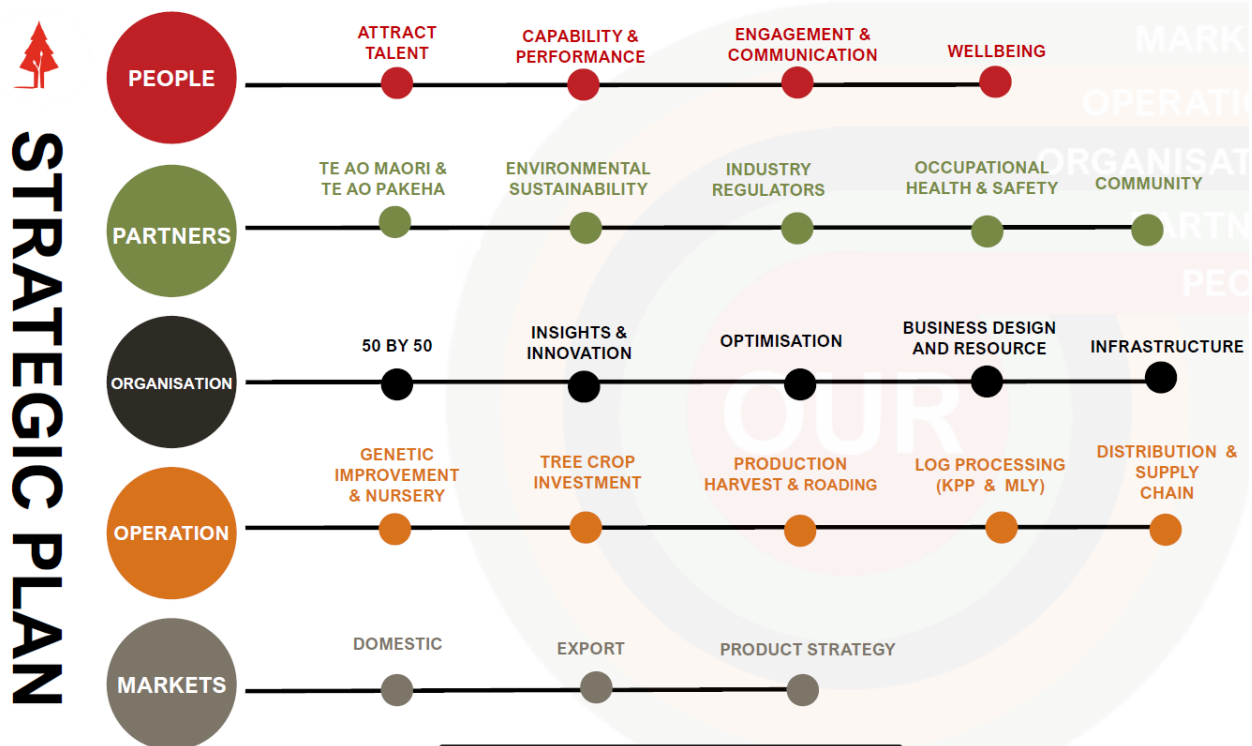 STRATEGIC PLAN
PEOPLE
ATTRACT
TALENT
CAPABILITY &
PERFORMANCE
ENGAGEMENT &
COMMUNICATION
WELLBEING
PARTNERS
TE AO MAORI &
TE AO PAKEHA
ENVIRONMENTAL
SUSTAINABILITY
INDUSTRY
REGULATORS
OCCUPATIONAL
HEALTH & SAFETY
COMMUNITY
ORGANISATION
50 BY 50
INSIGHTS &
INNOVATION
OPTIMISATION
BUSINESS DESIGN
AND RESOURCE
INFRASTRUCTURE
OPERATION
GENETIC
IMPROVEMENT
& NURSERY
TREE CROP
INVESTMENT
PRODUCTION
HARVEST & ROADING
LOG PROCESSING
(KPP & MLY)
DISTRIBUTION &
SUPPLY
CHAIN
MARKETS
DOMESTIC
EXPORT
PRODUCT STRATEGY
OUR